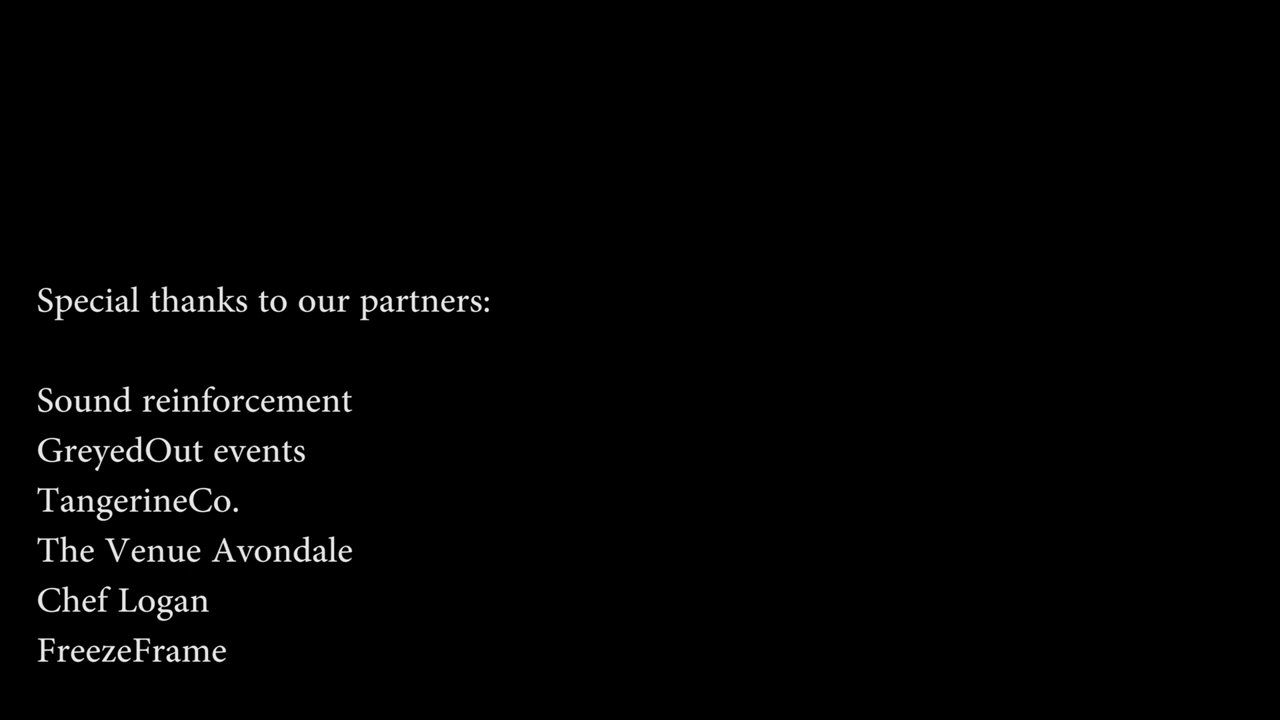 Special thanks to our partners:
Sound reinforcement
GreyedOut events
TangerineCo.
The Venue Avondale
Chef Logan
FreezeFrame